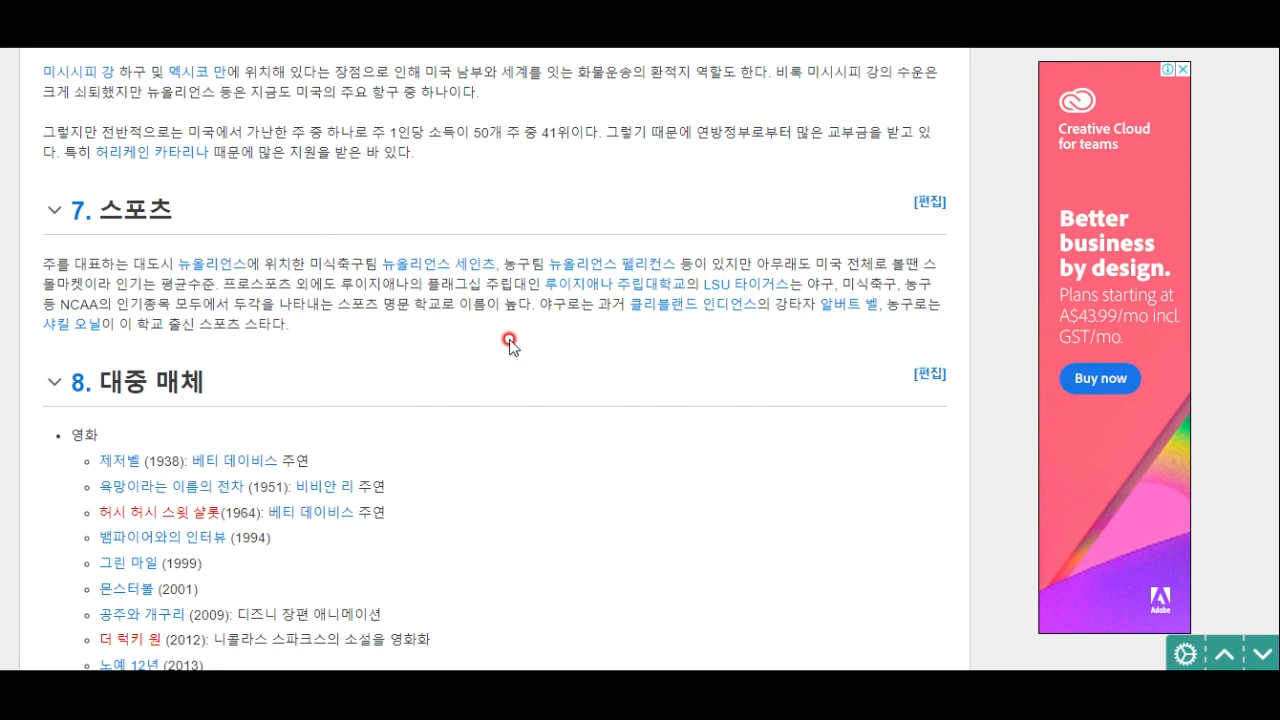 미시시피 강 하구 및 멕시코 만에 위치해 있다는 장점으로 인해 미국 남부와 세계를 잇는 화물운송의 환적지 역할도 한다. 비록 미시시피 강의 수운은
크게 쇠퇴했지만 뉴올리언스 등은 지금도 미국의 주요 항구 중 하나이다.
그렇지만 전반적으로는 미국에서 가난한 주 중 하나로 주 1인당 소득이 50개 주 중 41위이다. 그렇기 때문에 연방정부로부터 많은 교부금을 받고 있
다. 특히 허리케인 카타리나 때문에 많은 지원을 받은 바 있다.
7. 스포츠
[편집]
주를 대표하는 대도시 뉴올리언스에 위치한 미식축구팀 뉴올리언스 세인츠, 농구팀 뉴올리언스 펠리컨스 등이 있지만 아무래도 미국 전체로 볼땐 스
몰마켓이라 인기는 평균수준. 프로스포츠 외에도 루이지애나의 플래그십 주립대인 루이지애나 주립대학교의 LSU 타이거스는 야구, 미식축구, 농구
등 NCAA의 인기종목 모두에서 두각을 나타내는 스포츠 명문 학교로 이름이 높다. 야구로는 과거 클리블랜드 인디언스의 강타자 알버트 벨, 농구로는
샤킬 오닐이 이 학교 출신 스포츠 스타다.
8. 대중 매체
[편집]
영화
제저벨 (1938): 베티 데이비스 주연
욕망이라는 이름의 전차 (1951): 비비안 리 주연
허시 허시 스윗 샬롯(1964): 베티 데이비스 주연
뱀파이어와의 인터뷰 (1994)
그린 마일 (1999)
몬스터볼 (2001)
공주와 개구리 (2009): 디즈니 장편 애니메이션
더 럭키 원 (2012): 니콜라스 스파크스의 소설을 영화화
노예 12년 (2013)
Creative Cloud
for teams
Better
business
by design.
Plans starting at
A$43.99/mo incl.
GST/mo.
Buy now
Adobe